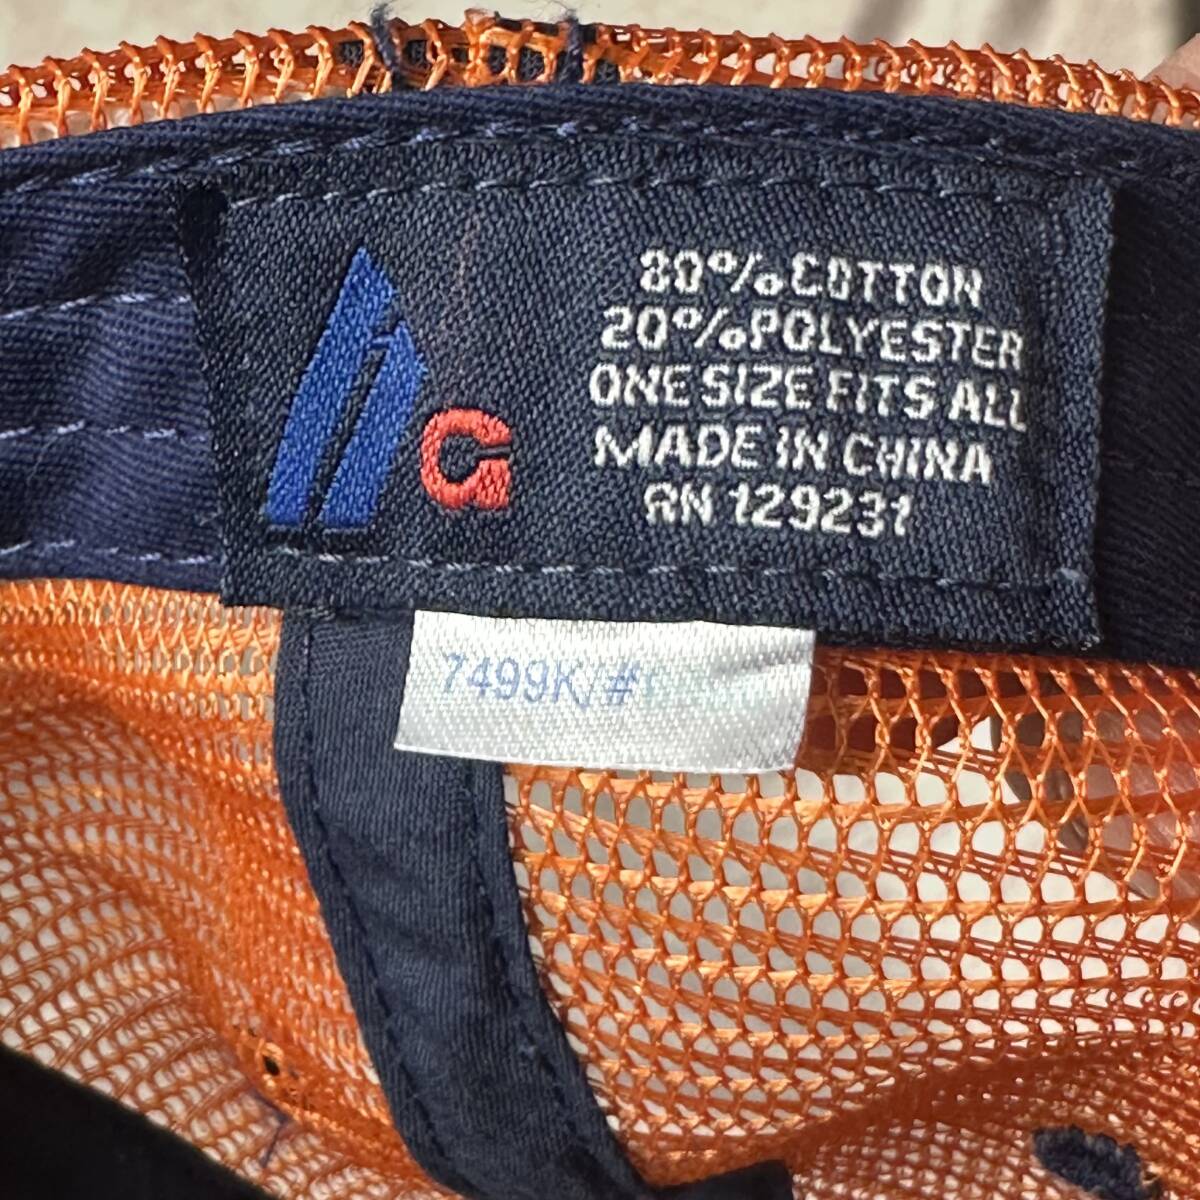 80% COTTON
20% POLYESTER
ONE SIZE FITS ALL
MADE IN CHINA
RN 129231
G
7499K/#